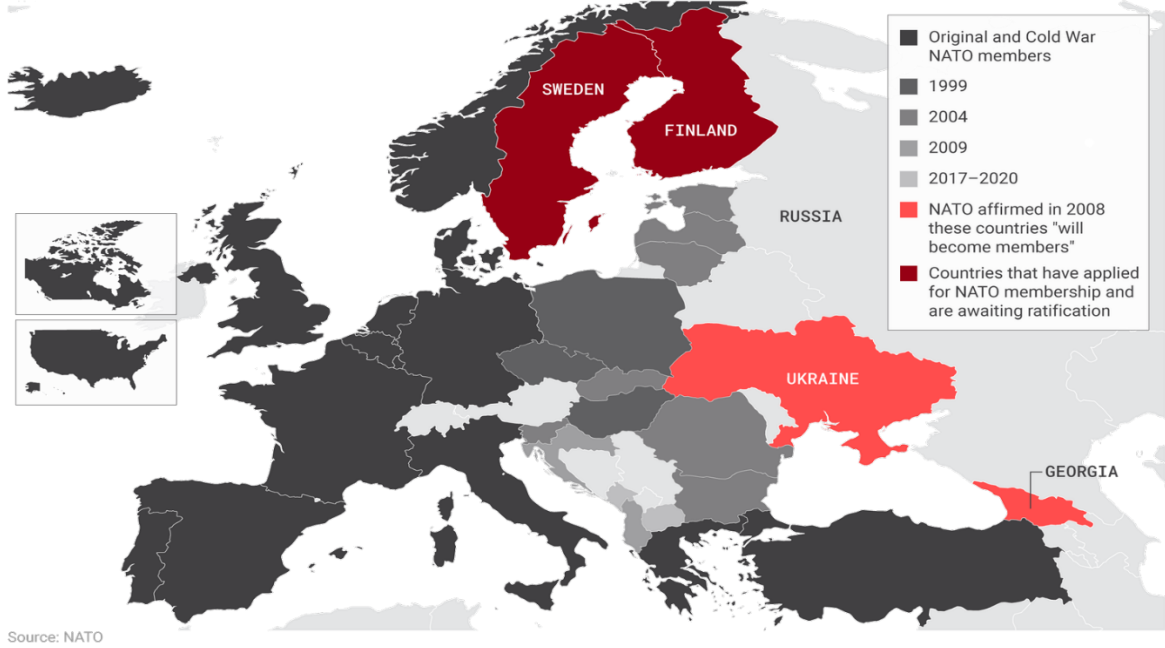 Original and Cold War
NATO members
1999
2004
2009
2017–2020
NATO affirmed in 2008
these countries "will
become members"
Countries that have applied
for NATO membership and
are awaiting ratification
SWEDEN
FINLAND
RUSSIA
UKRAINE
GEORGIA
Source: NATO